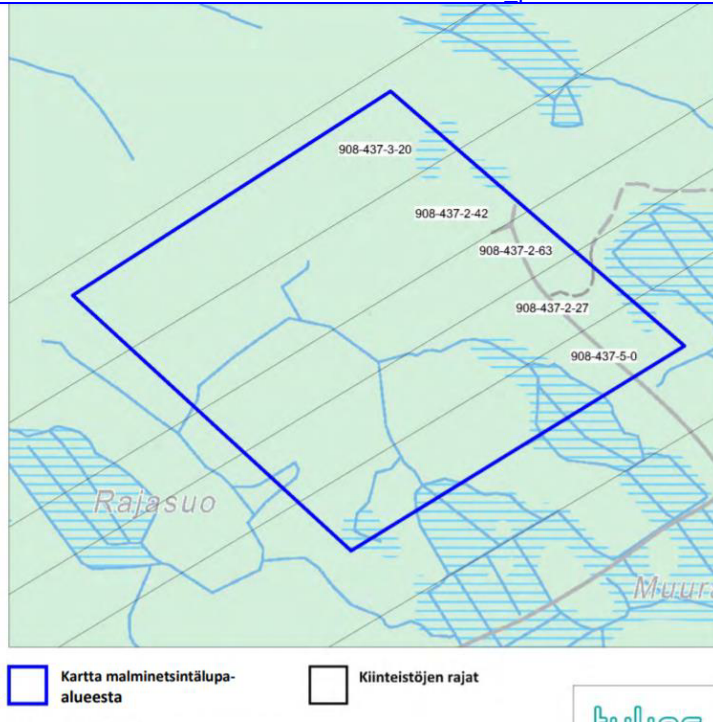 908-437-3-20
908-437-2-42
908-437-2-63
908-437-2-27
908-437-5-0
Rajasuo
Kartta malminetsintälupa-
alueesta
Kiinteistöjen rajat